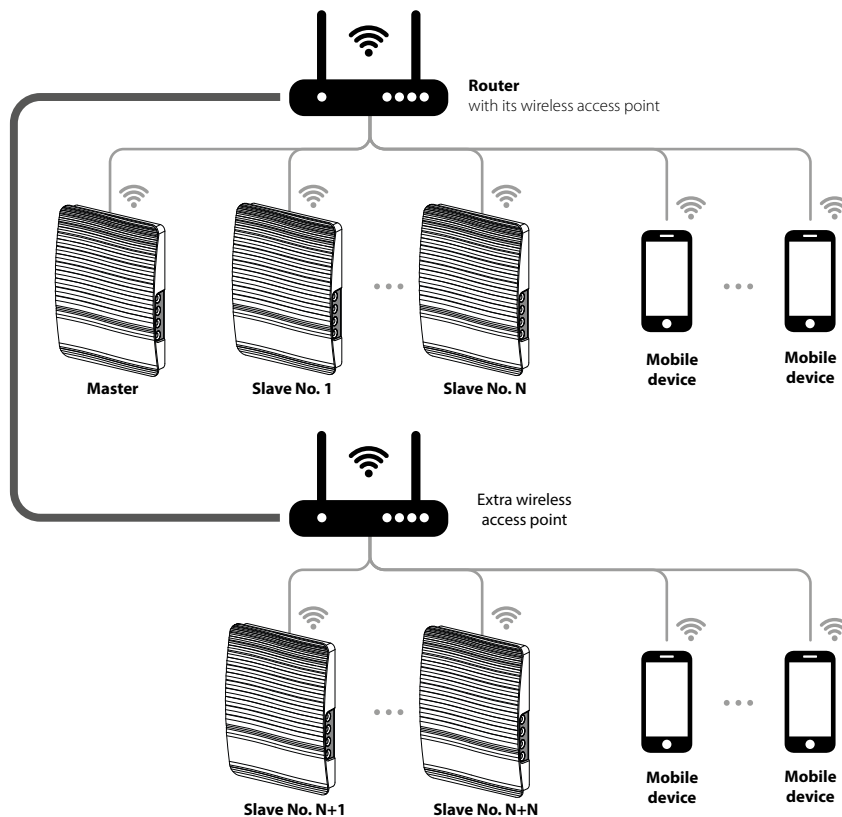 Router
with its wireless access point
Master
Slave No. 1
Slave No. N
Mobile
device
Mobile
device
Extra wireless
access point
Slave No. N+1
Slave No. N+N
Mobile
device
Mobile
device